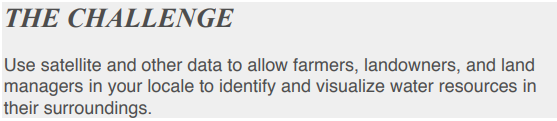 THE CHALLENGE
Use satellite and other data to allow farmers, landowners, and land
managers in your locale to identify and visualize water resources in
their surroundings.